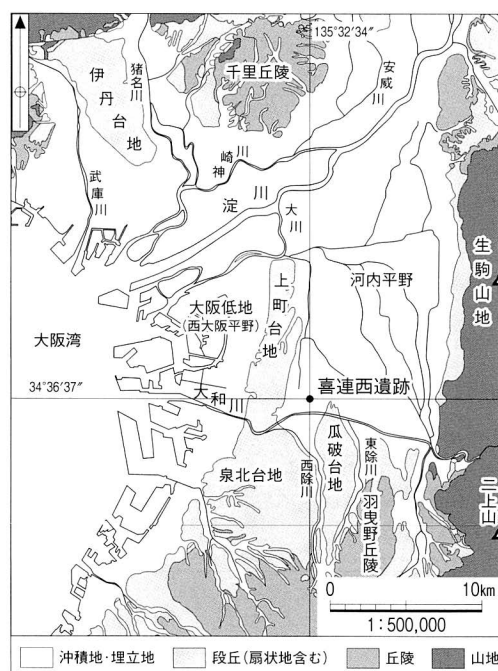 135°32′34″
伊丹台地
猪名川
千里丘陵
安威川
神崎川
武庫川
淀川
大川
生駒山地
上町台地
河内平野
大阪低地
(西大阪平野)
大阪湾
34°36′37″
大和川
喜連西遺跡
瓜破台地
東除川
西除川
羽曳野丘陵
泉北台地
二上山
0 10km
1:500,000
沖積地・埋立地 段丘(扇状地含む) 丘陵 山地